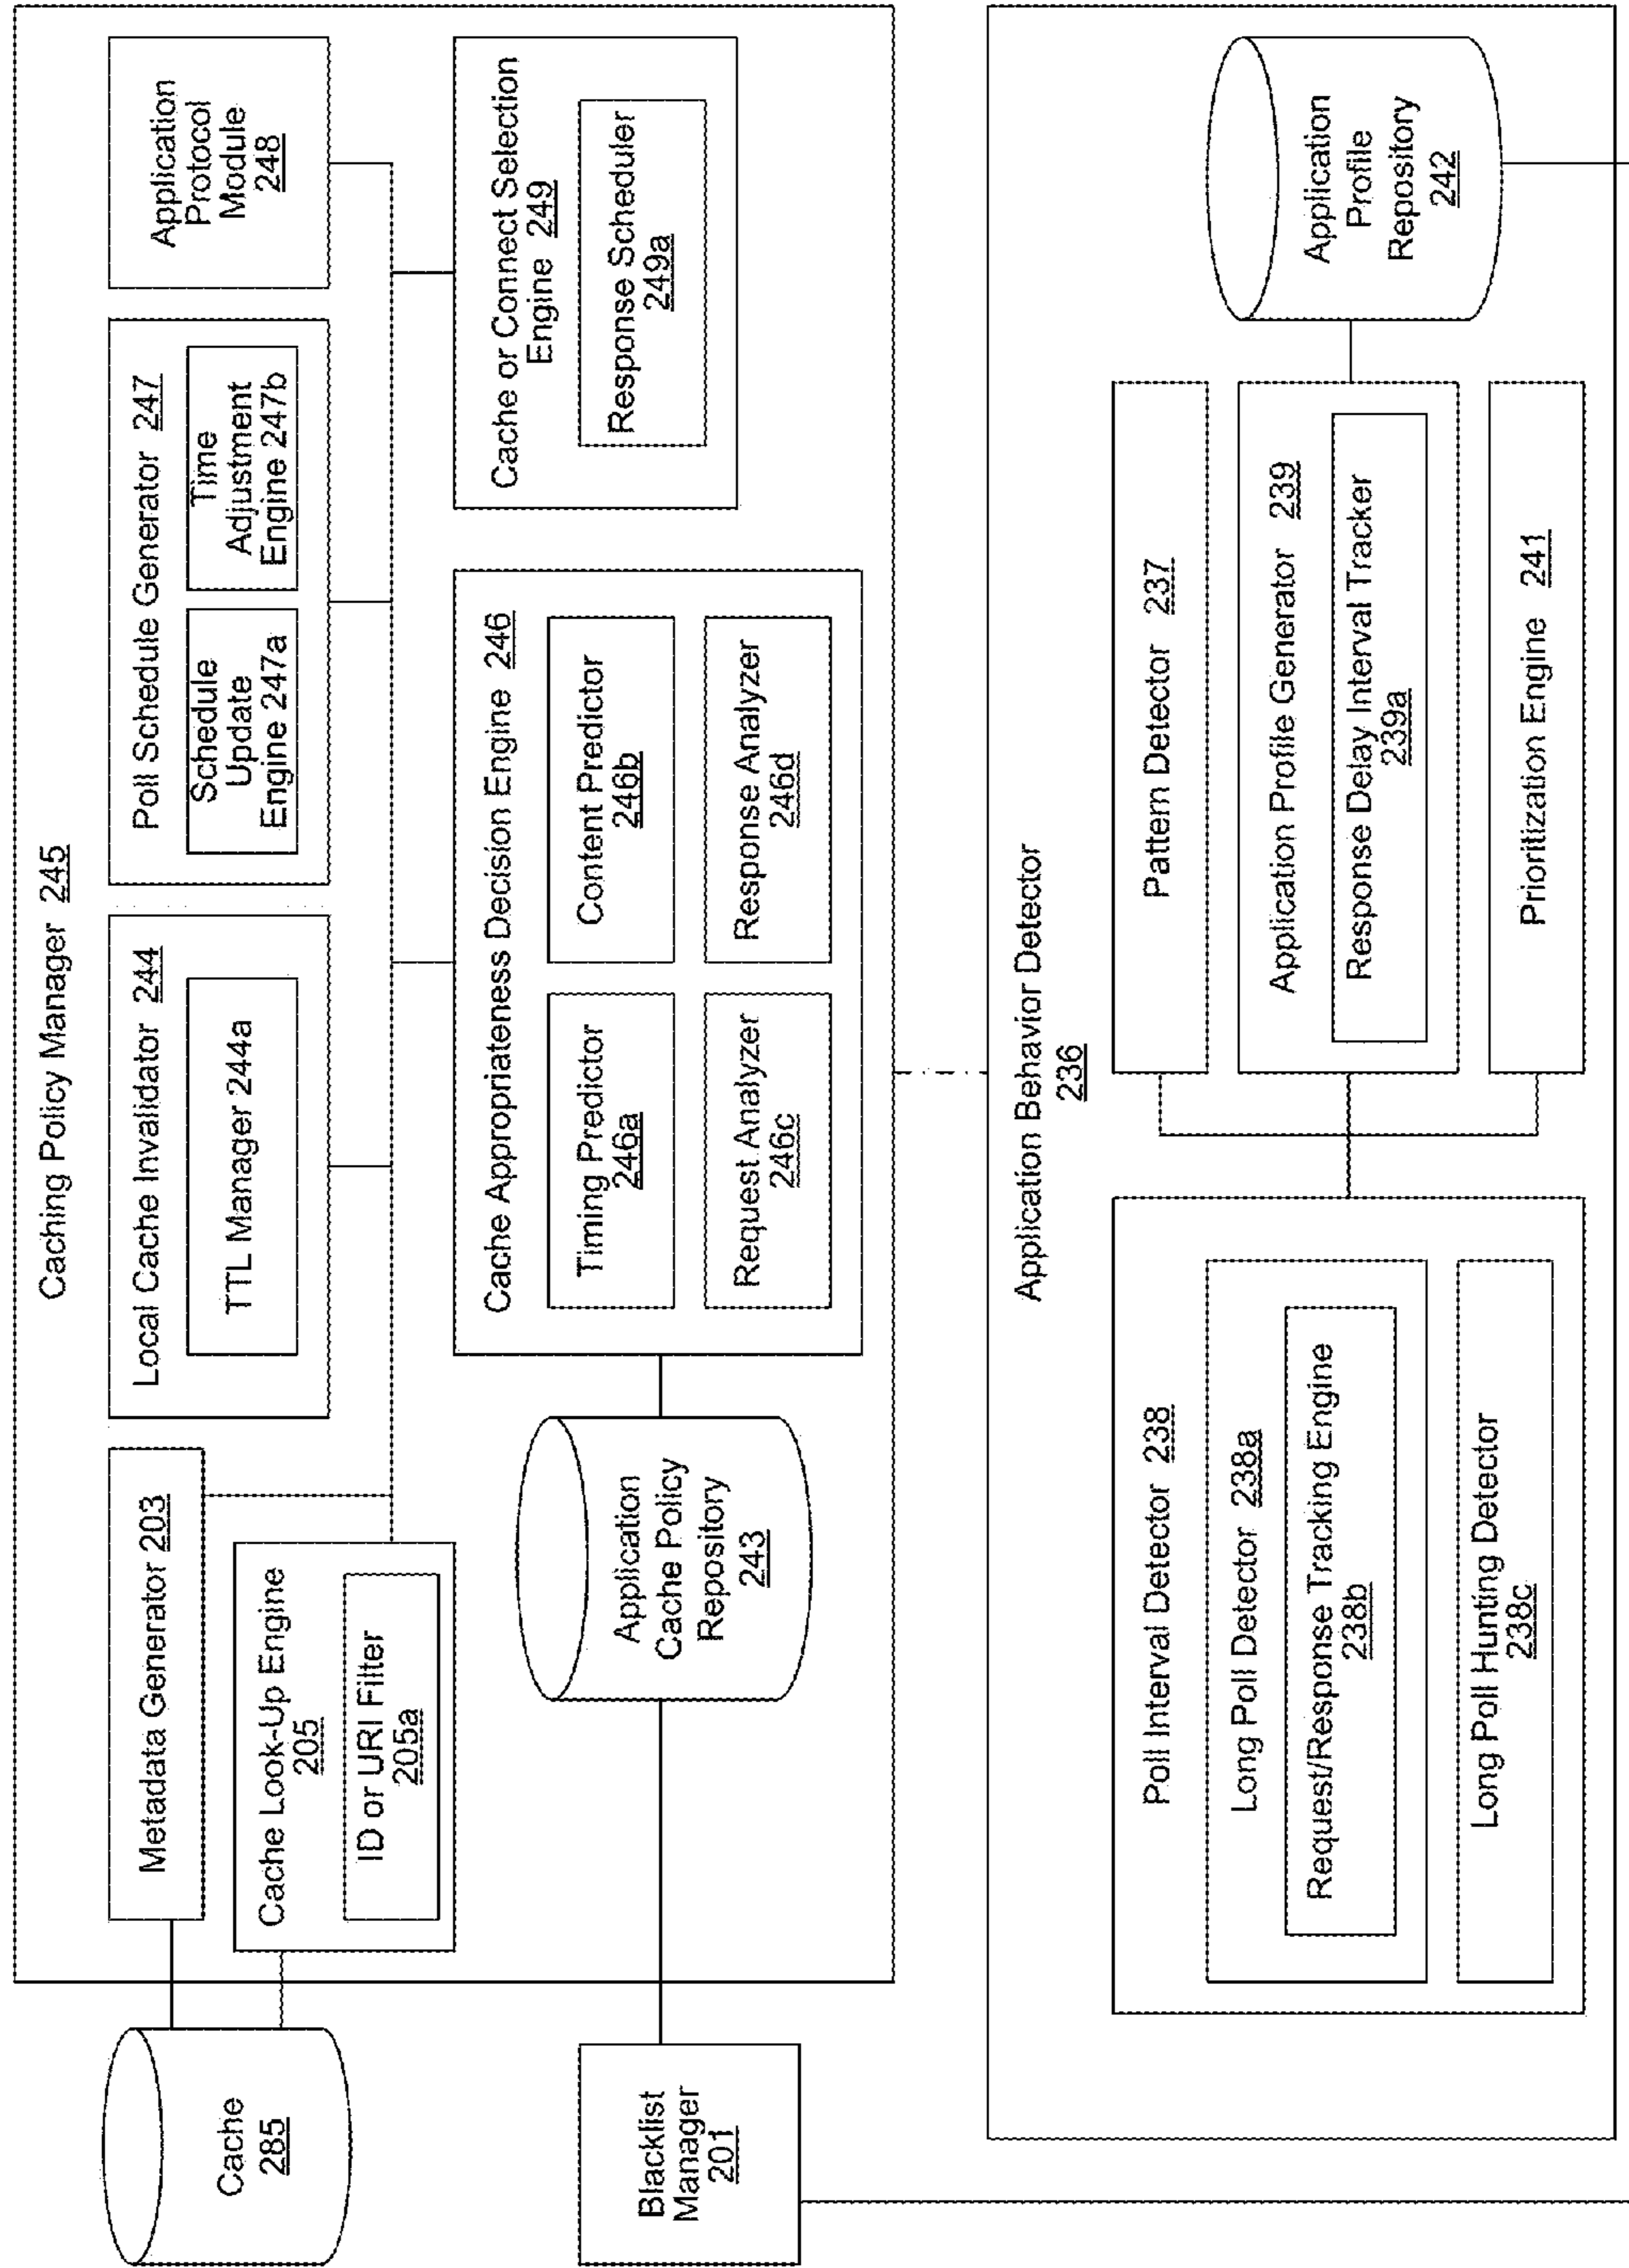 Caching Policy Manager 245
Metadata Generator 203
Cache Look-Up Engine
205
ID or URI Filter
205a
Local Cache Invalidator 244
TTL Manager 244a
Poll Schedule Generator 247
Schedule
Update
Engine 247a
Time
Adjustment
Engine 247b
Application
Protocol
Module
248
Cache
285
Application
Cache Policy
Repository
243
Cache Appropriateness Decision Engine 246
Timing Predictor
246a
Content Predictor
246b
Request Analyzer
246c
Response Analyzer
246d
Cache or Connect Selection
Engine 249
Response Scheduler
249a
Blacklist
Manager
201
Application Behavior Detector
236
Poll Interval Detector 238
Long Poll Detector 238a
Request/Response Tracking Engine
238b
Long Poll Hunting Detector
238c
Pattern Detector 237
Application Profile Generator 239
Response Delay Interval Tracker
239a
Prioritization Engine 241
Application
Profile
Repository
242